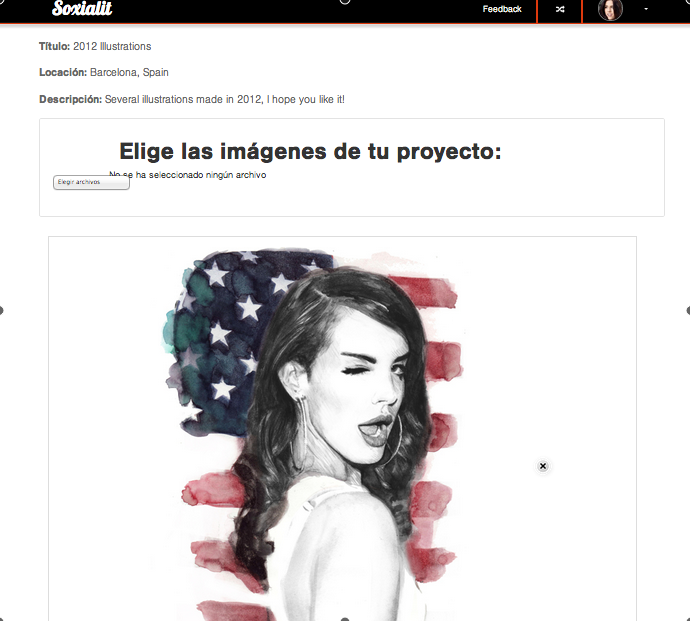 Soxialit
Feedback
Título: 2012 Illustrations
Locación: Barcelona, Spain
Descripción: Several illustrations made in 2012, I hope you like it!
Elige las imágenes de tu proyecto:
No se ha seleccionado ningún archivo
Elegir archivos